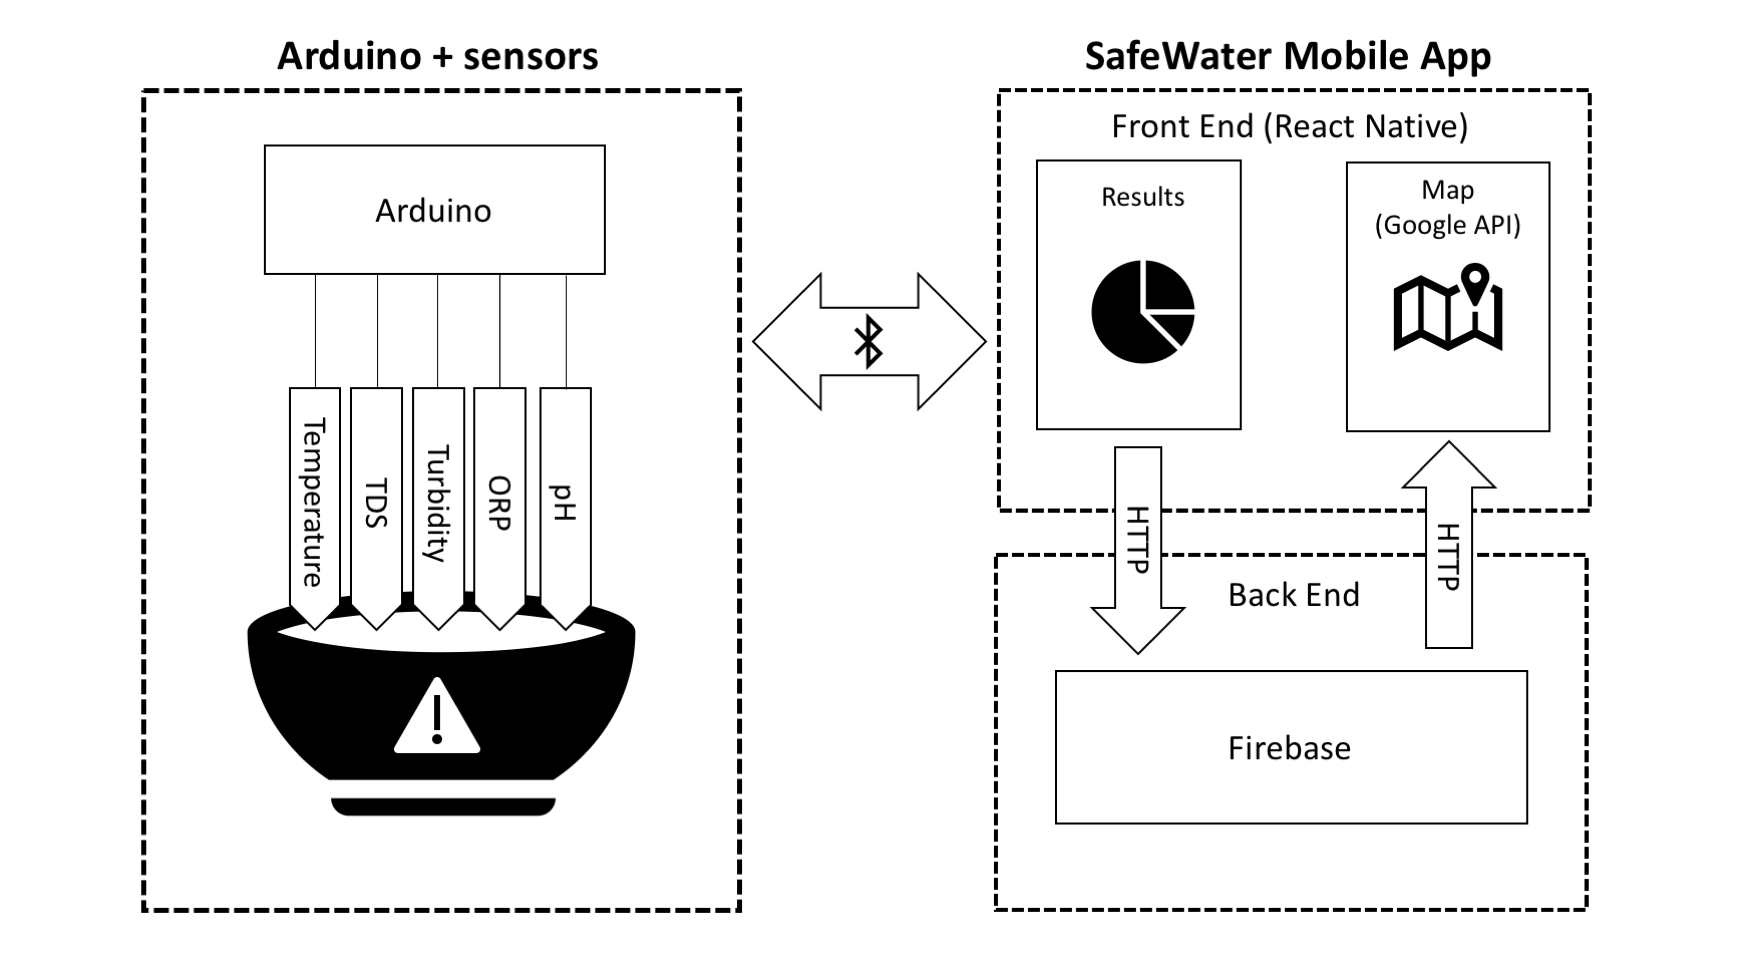 Arduino + sensors
Arduino
Temperature
TDS
Turbidity
ORP
pH
SafeWater Mobile App
Front End (React Native)
Results
Map
(Google API)
HTTP
HTTP
Back End
Firebase